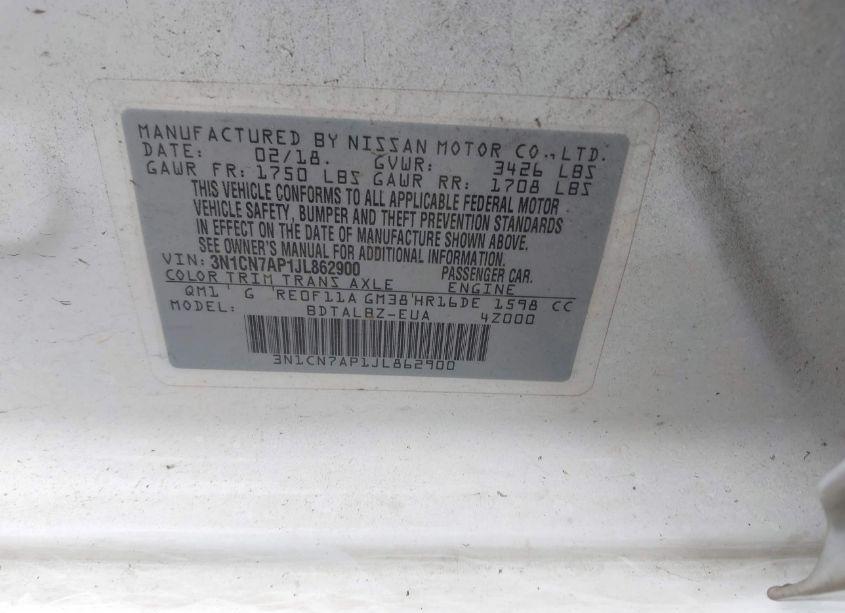 MANUFACTURED BY NISSAN MOTOR CO., LTD.
DATE: 02/18. GVWR: 3426 LBS
GAWR FR: 1750 LBS GAWR RR: 1708 LBS
THIS VEHICLE CONFORMS TO ALL APPLICABLE FEDERAL MOTOR
VEHICLE SAFETY, BUMPER AND THEFT PREVENTION STANDARDS
IN EFFECT ON THE DATE OF MANUFACTURE SHOWN ABOVE.
SEE OWNER'S MANUAL FOR ADDITIONAL INFORMATION.
VIN: 3N1CN7AP1JL862900 PASSENGER CAR.
COLOR TRIM TRANS AXLE ENGINE
QM1 ' G 'RE0F11A GM38'HR16DE 1598 CC
MODEL: BDTALBZ-EUA 4Z000
3N1CN7AP1JL862900